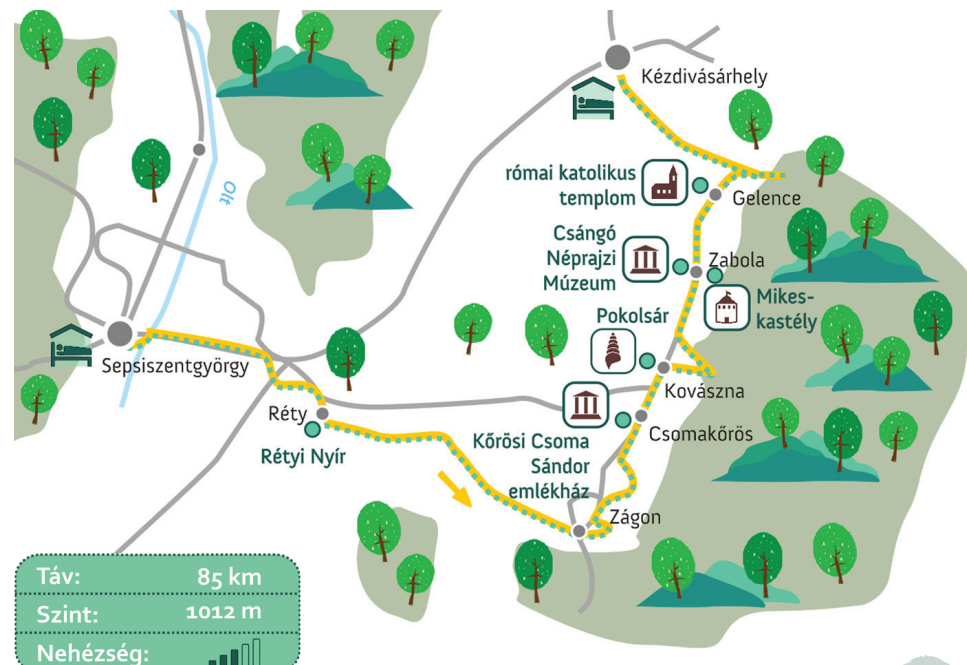 Kézdivásárhely
római katolikus
templom
Gelence
Csángó
Néprajzi
Múzeum
Zabola
Mikes-
kastély
Pokolsár
Olt
Sepsiszentgyörgy
Kovászna
Réty
Rétyi Nyír
Csomakőrös
Kőrösi Csoma
Sándor
emlékház
Zágon
Táv: 85 km
Szint: 1012 m
Nehézség: